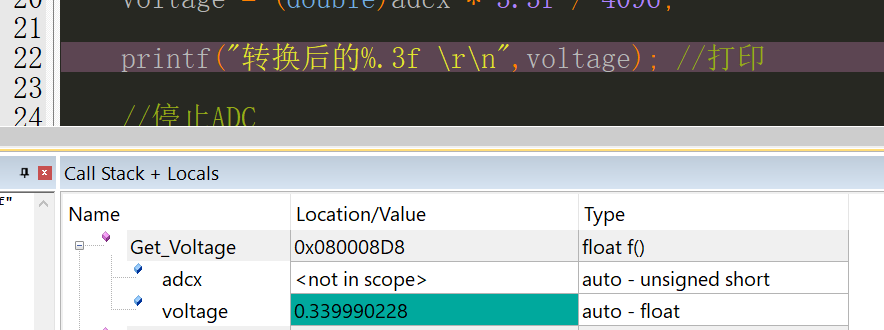 20 voltage = (double)adcx * 3.3f / 4096;
21
22 printf("转换后的%.3f \r\n",voltage); //打印
23
24 //停止ADC
Call Stack + Locals
Name Location/Value Type
Get_Voltage 0x080008D8 float f()
adcx <not in scope> auto - unsigned short
voltage 0.339990228 auto - float